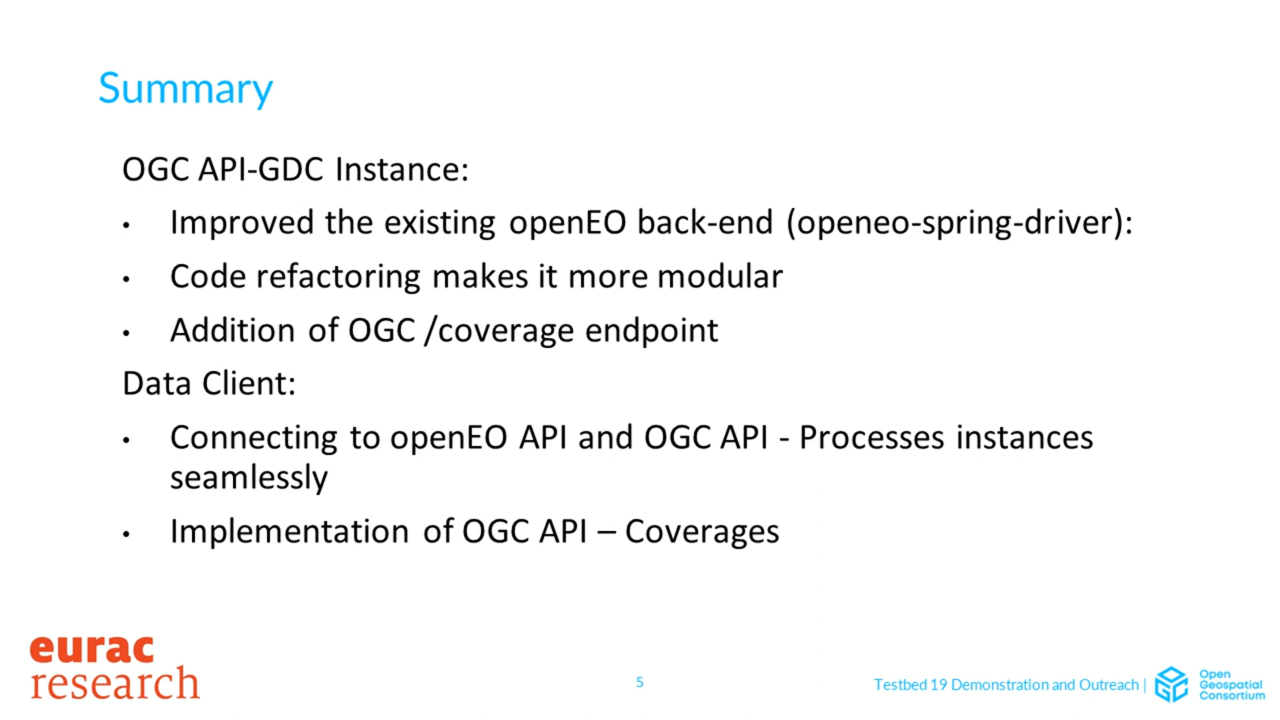 Summary
OGC API-GDC Instance:
• Improved the existing openEO back-end (openeo-spring-driver):
• Code refactoring makes it more modular
• Addition of OGC /coverage endpoint
Data Client:
• Connecting to openEO API and OGC API - Processes instances
seamlessly
• Implementation of OGC API – Coverages
eurac
research
5
Testbed 19 Demonstration and Outreach |
OGC
Open
Geospatial
Consortium